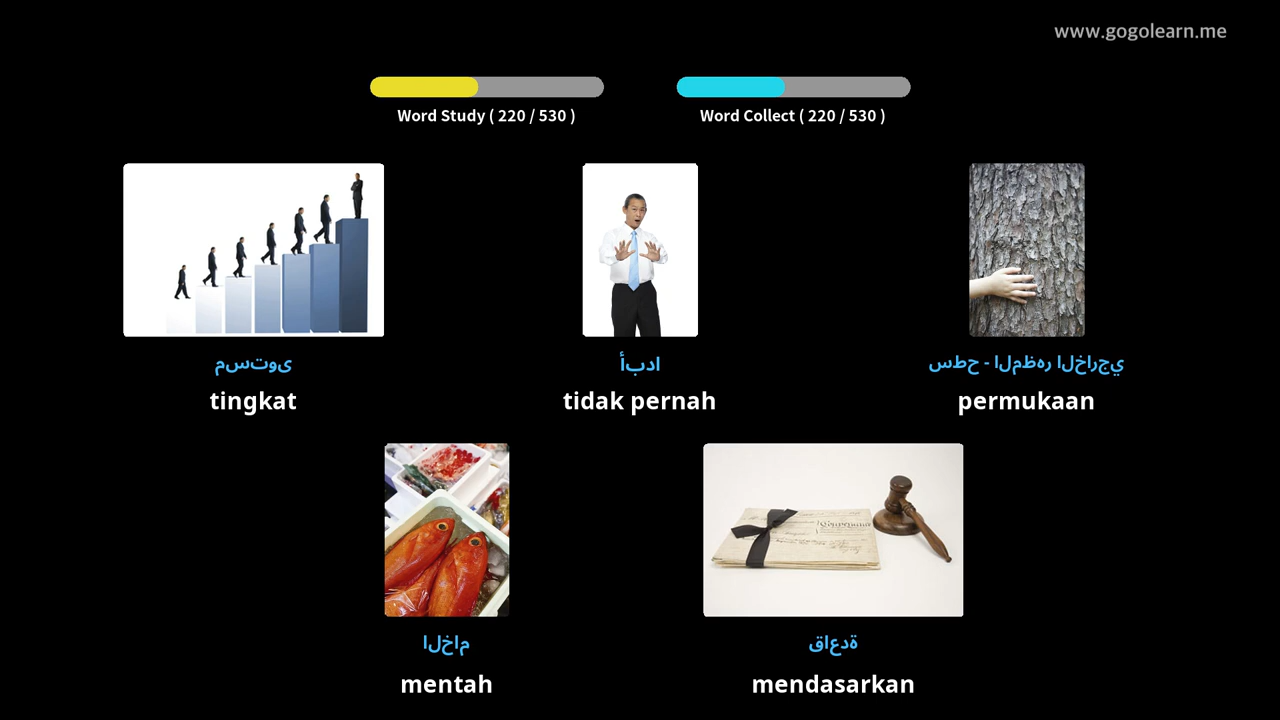 www.gogolearn.me
Word Study ( 220 / 530 )
Word Collect ( 220 / 530 )
مستوى
أبدا
سطح - المظهر الخارجي
tingkat
tidak pernah
permukaan
الخام
قاعدة
mentah
mendasarkan